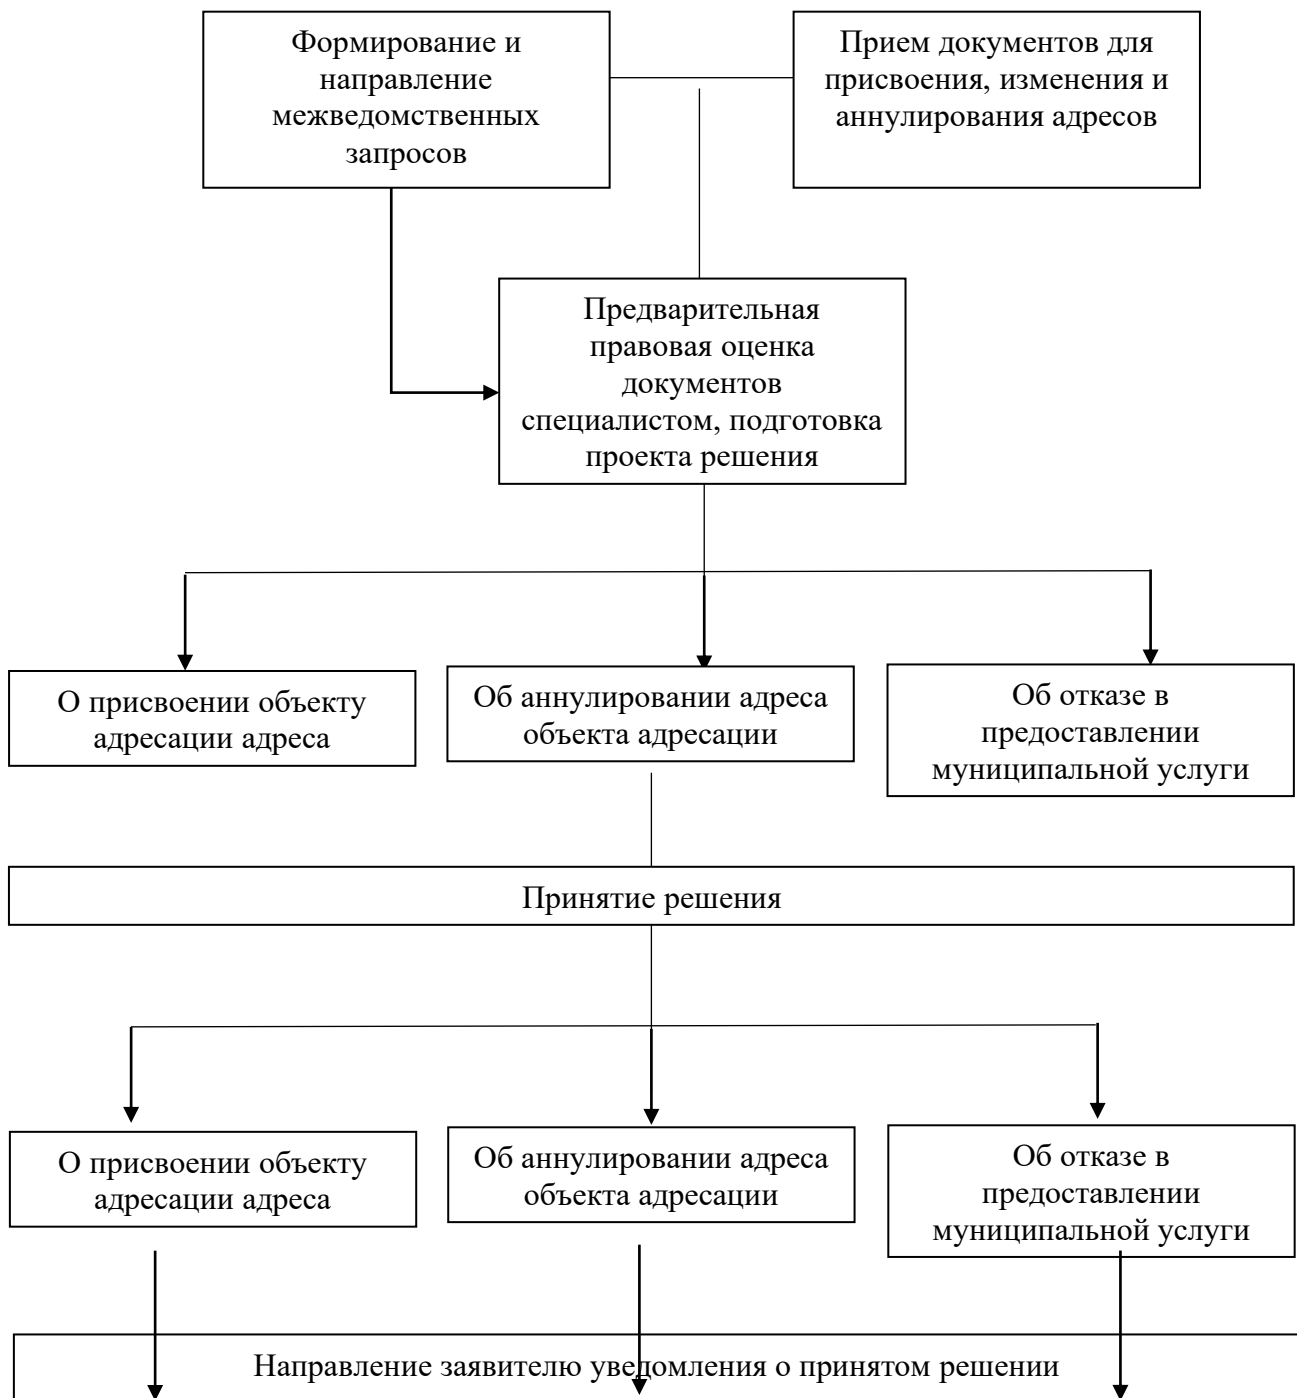 Формирование и
направление
межведомственных
запросов
Прием документов для
присвоения, изменения и
аннулирования адресов
Предварительная
правовая оценка
документов
специалистом, подготовка
проекта решения
О присвоении объекту
адресации адреса
Об аннулировании адреса
объекта адресации
Об отказе в
предоставлении
муниципальной услуги
Принятие решения
О присвоении объекту
адресации адреса
Об аннулировании адреса
объекта адресации
Об отказе в
предоставлении
муниципальной услуги
Направление заявителю уведомления о принятом решении